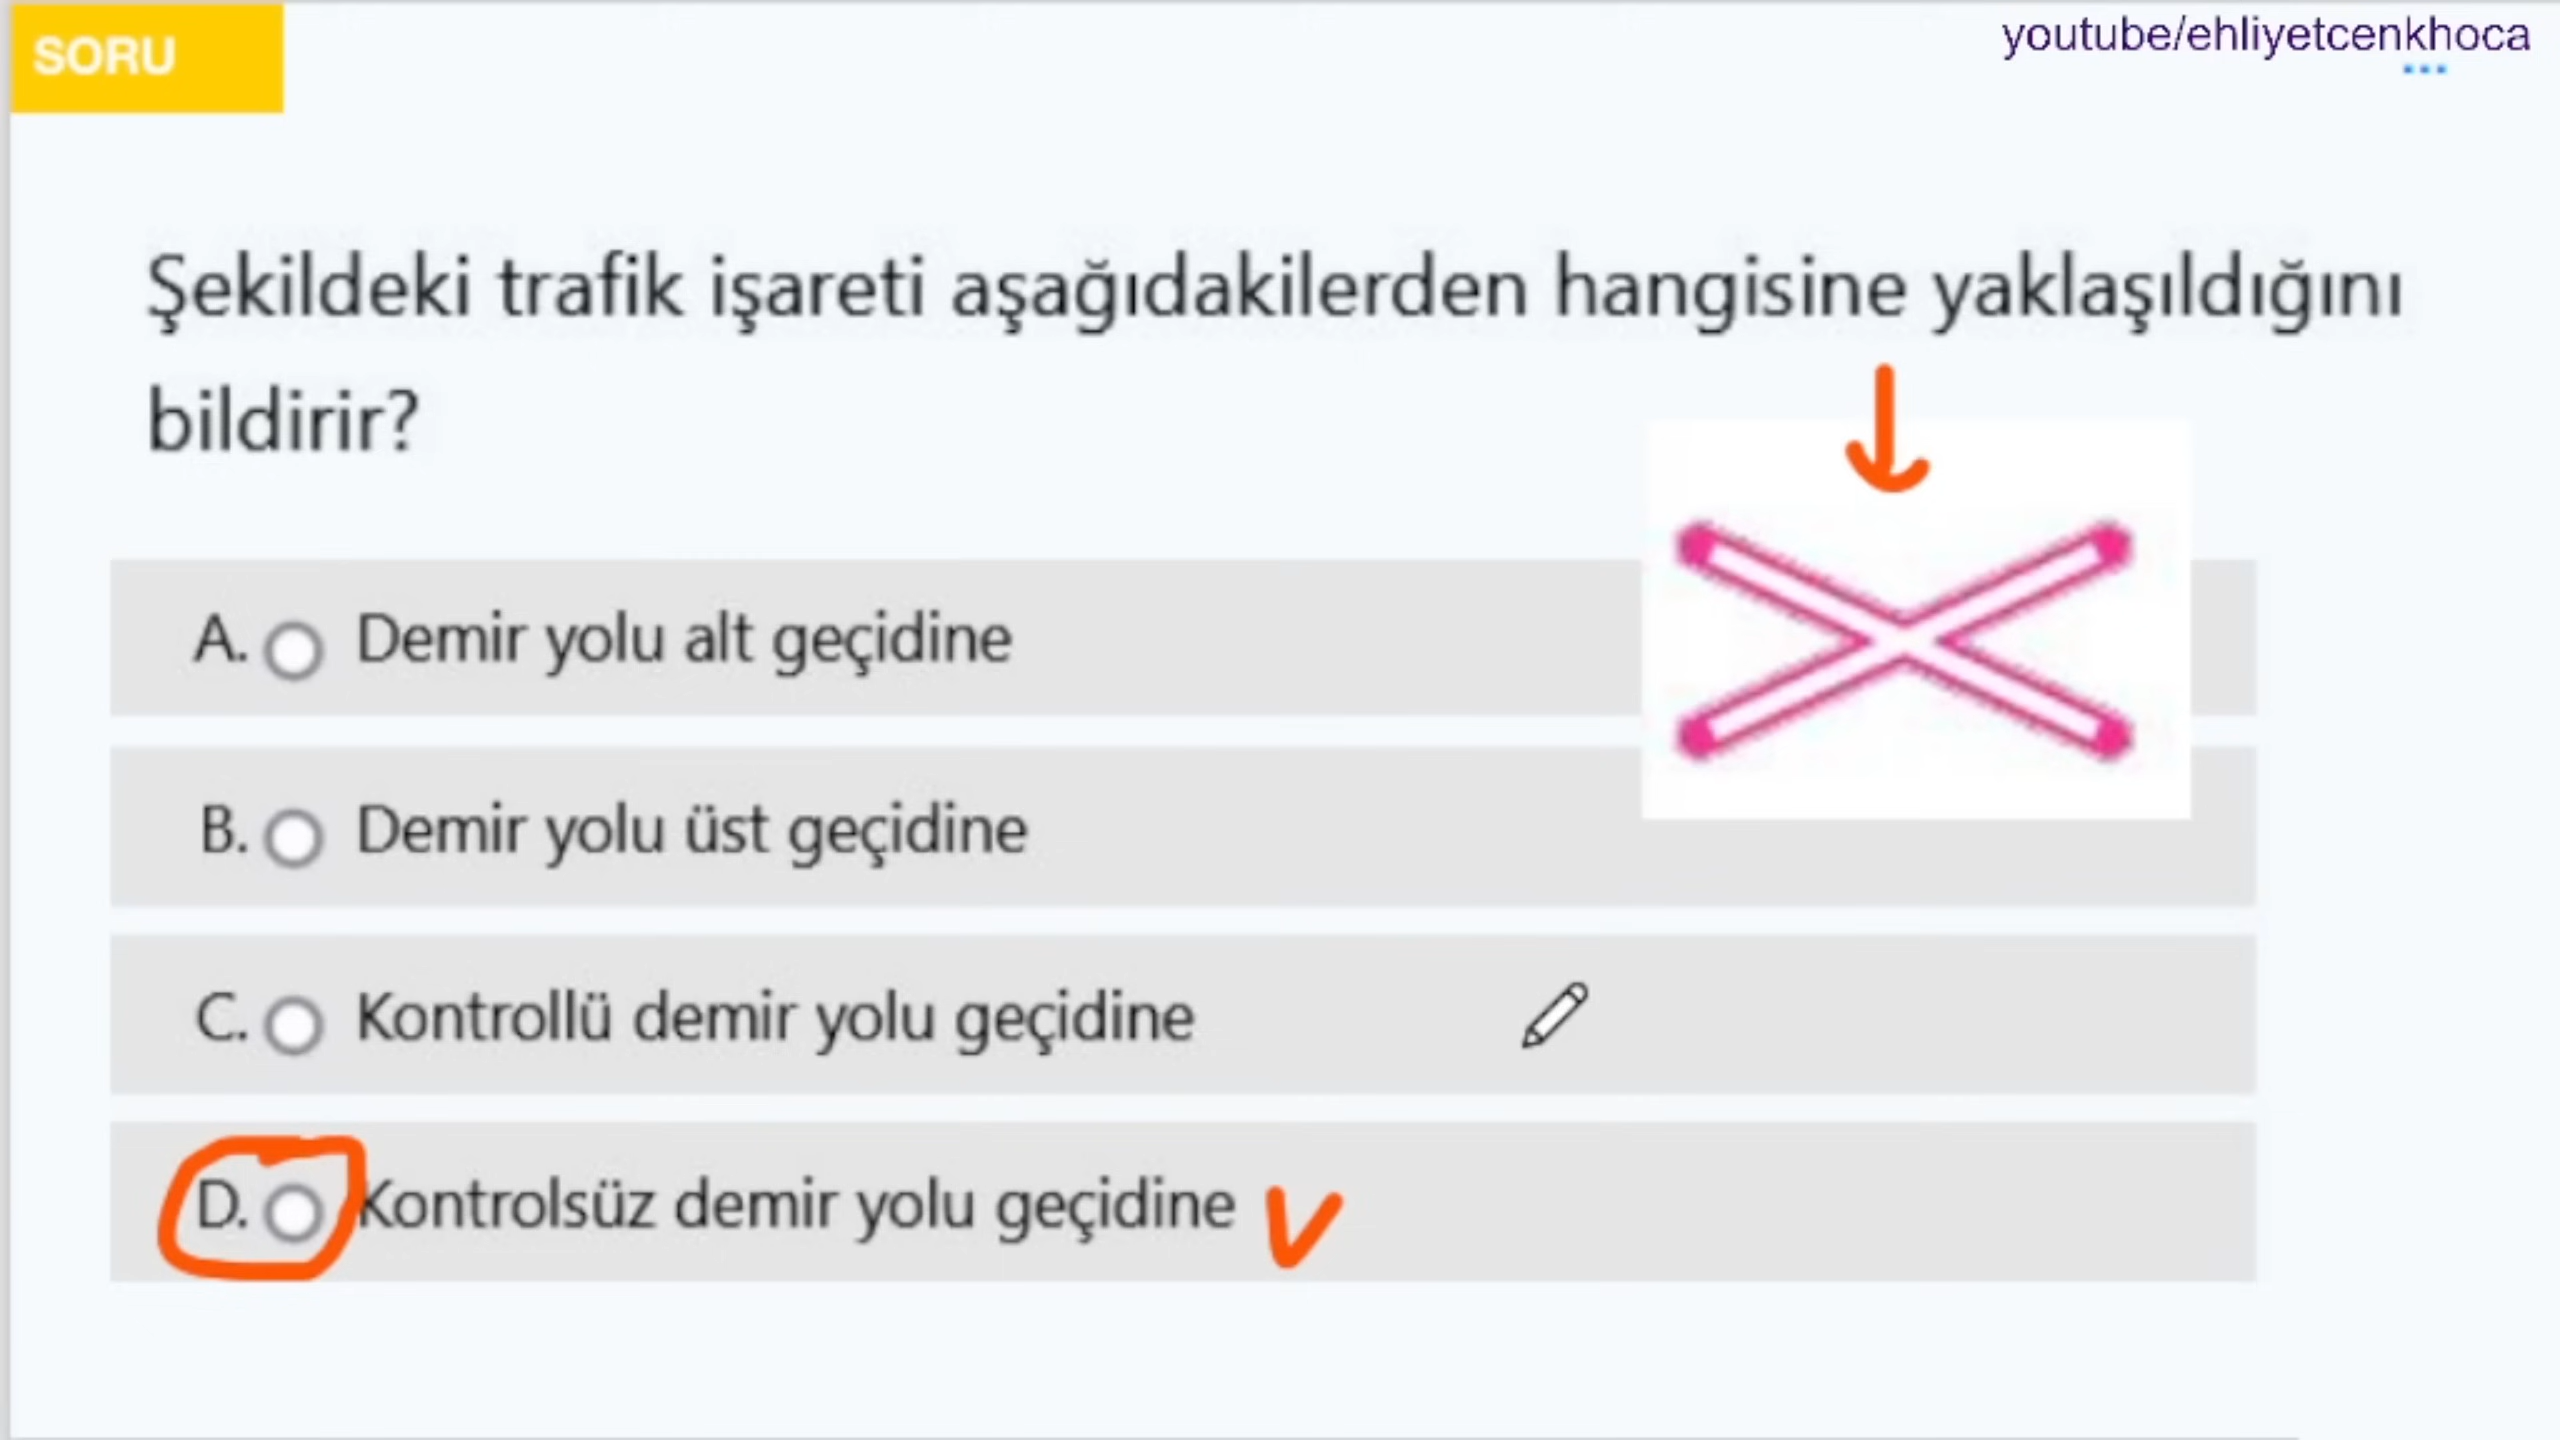 SORU
youtube/ehliyetcenkhoca
Şekildeki trafik işareti aşağıdakilerden hangisine yaklaşıldığını
bildirir?
A. Demir yolu alt geçidine
B. Demir yolu üst geçidine
C. Kontrollü demir yolu geçidine
D. Kontrolsüz demir yolu geçidine